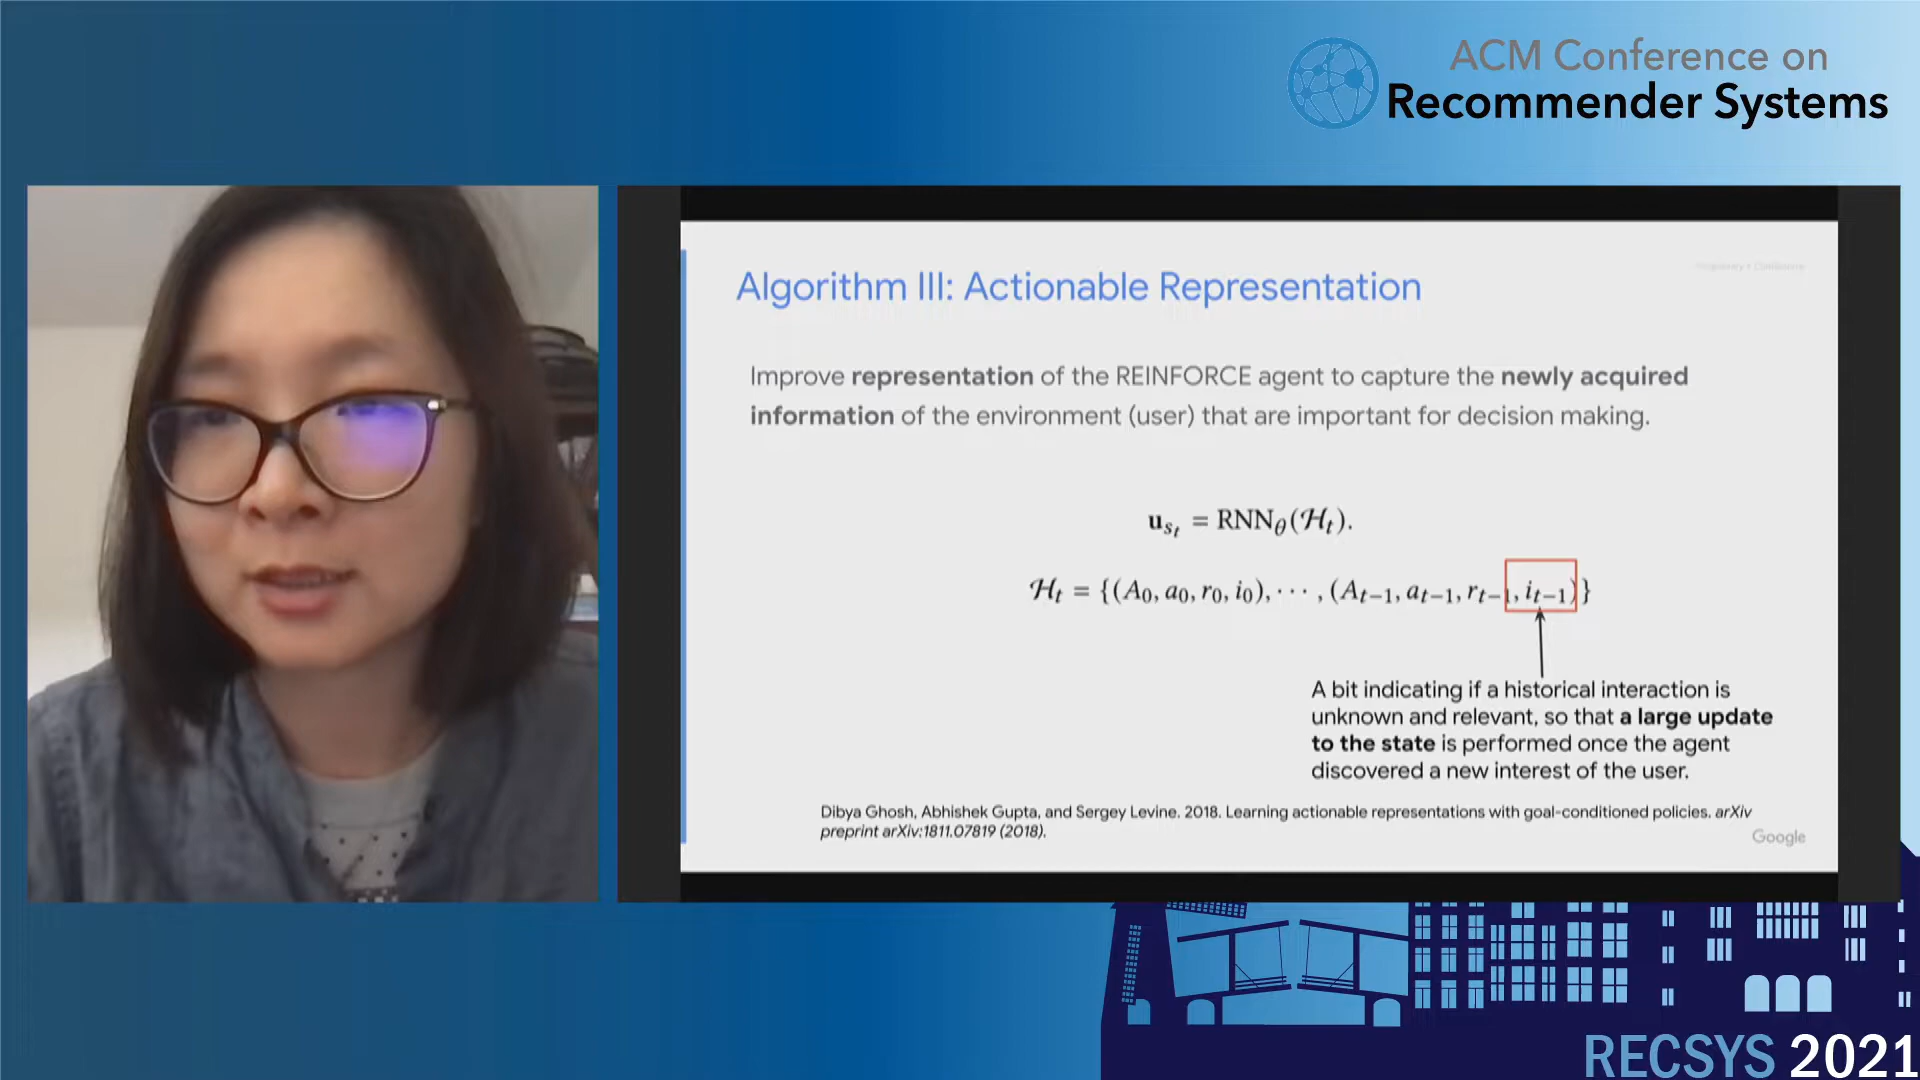 ACM Conference on
Recommender Systems
Algorithm III: Actionable Representation
Improve representation of the REINFORCE agent to capture the newly acquired
information of the environment (user) that are important for decision making.
u_{s_t} = RNN_θ(ℋ_t).
ℋ_t = {(A_0, a_0, r_0, i_0), ⋯ , (A_{t−1}, a_{t−1}, r_{t−1}, i_{t−1})}
A bit indicating if a historical interaction is
unknown and relevant, so that a large update
to the state is performed once the agent
discovered a new interest of the user.
Dibya Ghosh, Abhishek Gupta, and Sergey Levine. 2018. Learning actionable representations with goal-conditioned policies. arXiv
preprint arXiv:1811.07819 (2018).
Google
RECSYS 2021